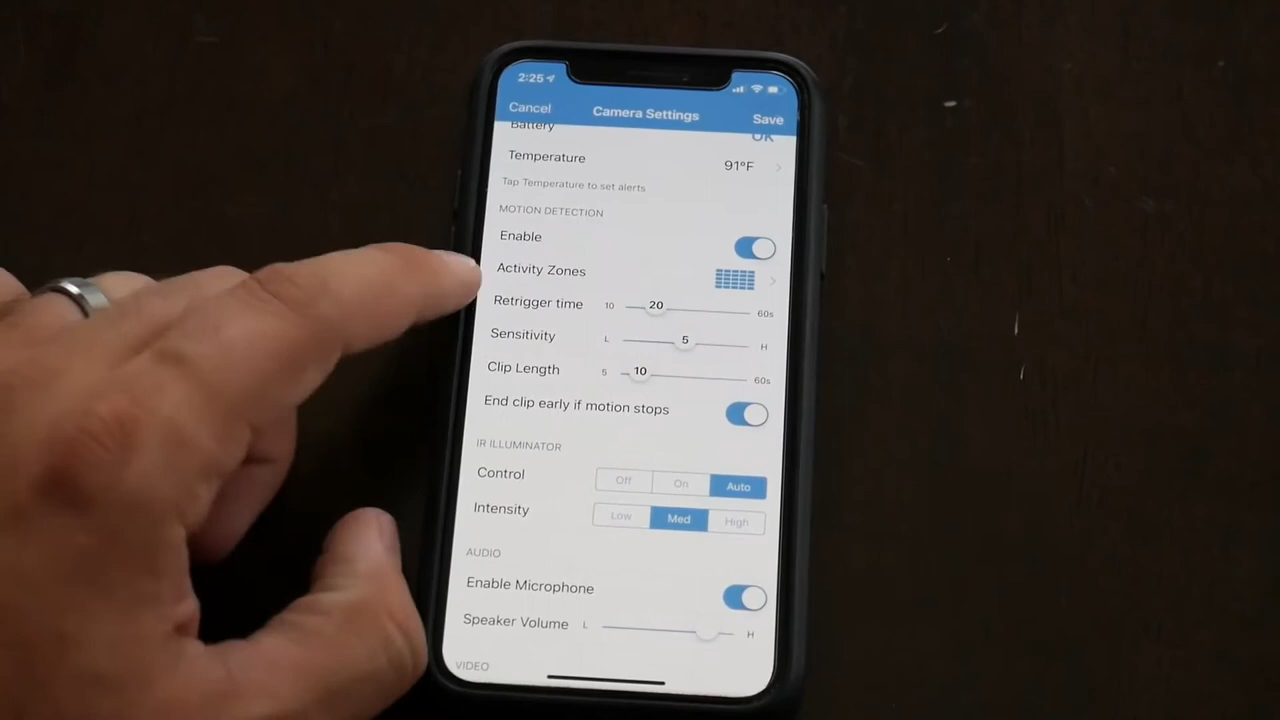 2:25
Cancel Camera Settings Save
Battery OK
Temperature 91°F
Tap Temperature to set alerts
MOTION DETECTION
Enable
Activity Zones
Retrigger time 10 20 60s
Sensitivity L 5 H
Clip Length 5 10 60s
End clip early if motion stops
IR ILLUMINATOR
Control Off On Auto
Intensity Low Med High
AUDIO
Enable Microphone
Speaker Volume L H
VIDEO